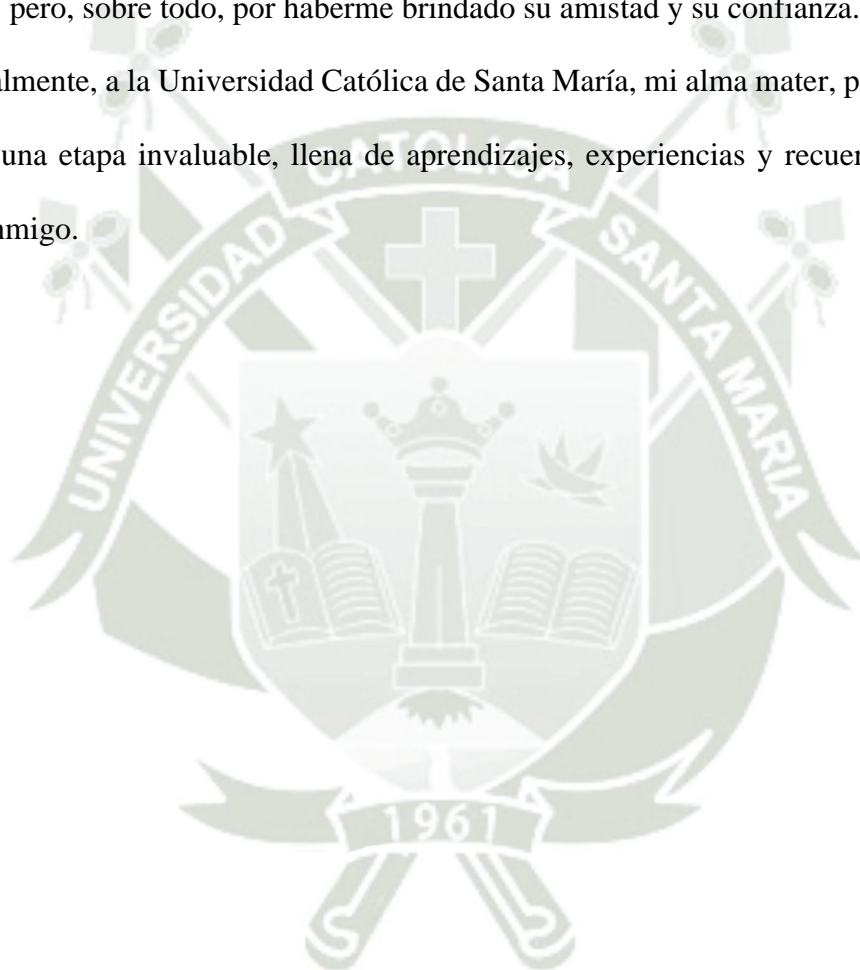 pero, sobre todo, por haberme brindado su amistad y su confianza.
almente, a la Universidad Católica de Santa María, mi alma mater, p
una etapa invaluable, llena de aprendizajes, experiencias y recuer
nmigo.
UNIVERSIDAD CATOLICA SANTA MARIA
1961